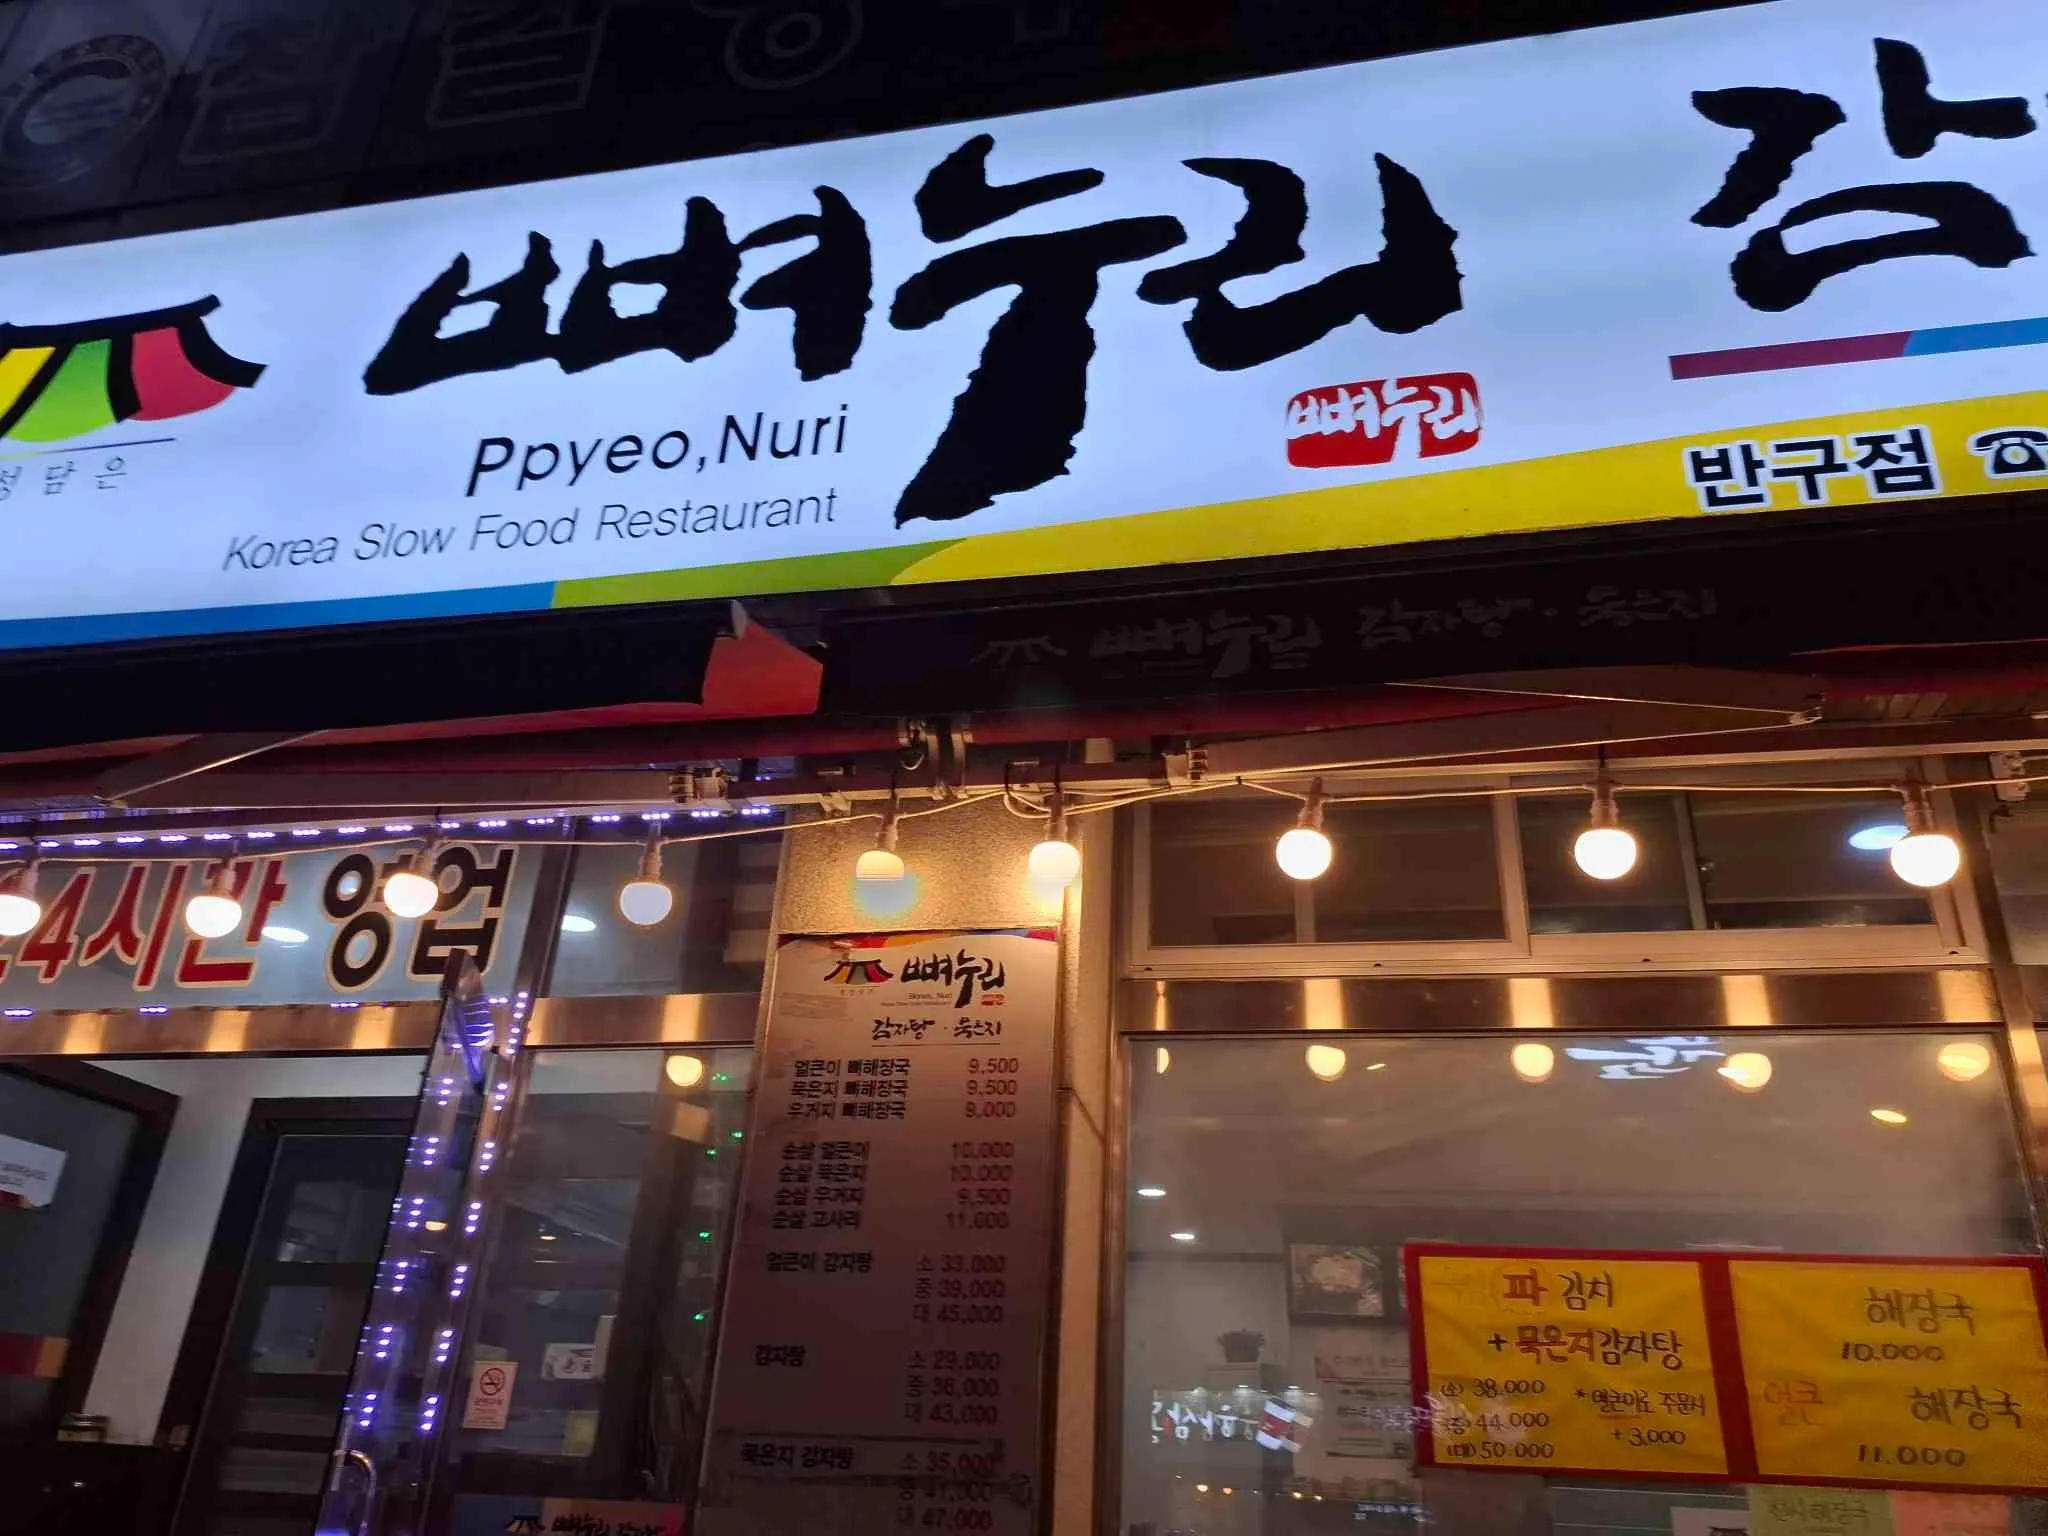 뼈누리 감
Ppyeo,Nuri
Korea Slow Food Restaurant
뼈누리
담은
반구점
뼈누리 감자탕 · 묵은지
24시간 영업
뼈누리
감자탕 · 묵은지
얼큰이 뼈해장국 9,500
묵은지 뼈해장국 9,500
우거지 뼈해장국 9,000
순살 얼큰이 10,000
순살 묵은지 10,000
순살 우거지 9,500
순살 고사리 11,000
얼큰이 감자탕 소 33,000
중 39,000
대 45,000
감자탕 소 29,000
중 36,000
대 43,000
묵은지 감자탕 소 35,000
중 41,000
대 47,000
파 김치
+ 묵은지감자탕
(소) 38.000
(중) 44.000
(대) 50.000
* 얼큰이로 주문시
+ 3,000
해장국
10.000
얼큰 해장국
11.000